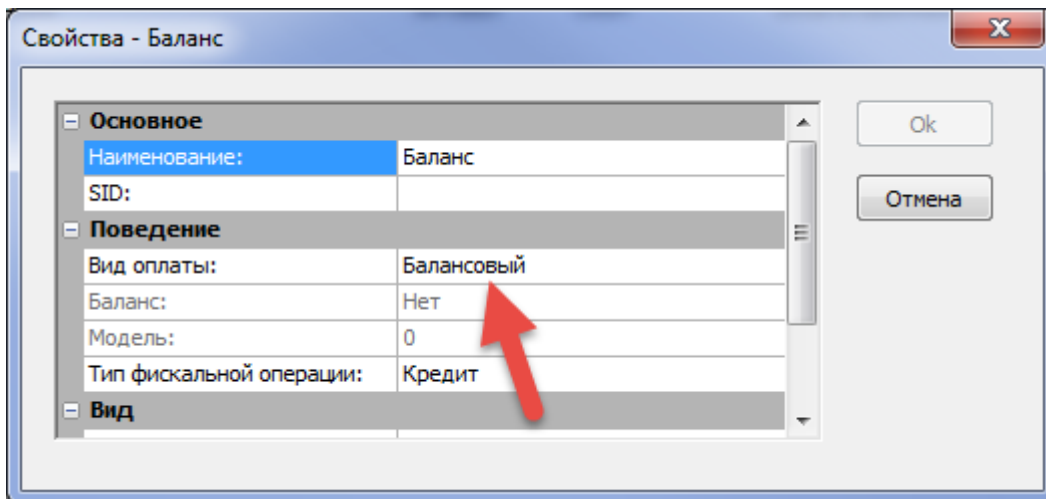 Свойства - Баланс
Основное
Ok
Наименование: Баланс
SID:
Отмена
Поведение
Вид оплаты: Балансовый
Баланс: Нет
Модель: 0
Тип фискальной операции: Кредит
Вид